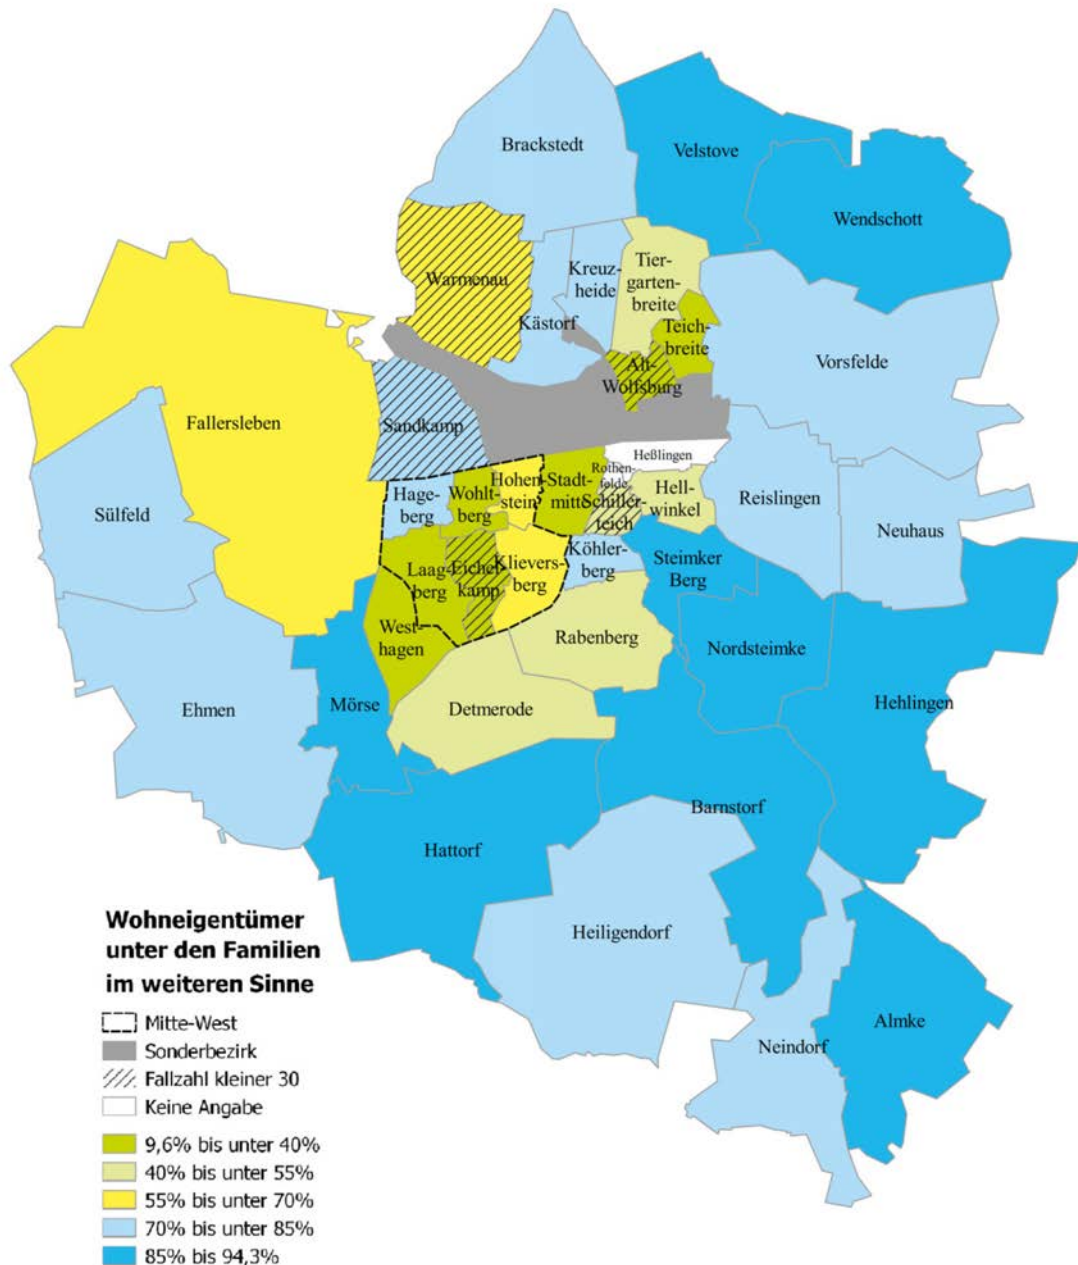 Brackstedt
Velstove
Wendschott
Warmenau
Kreuz-
heide
Tier-
garten-
breite
Kästorf
Teich-
breite
Alt-
Wolfsburg
Vorsfelde
Fallersleben
Sandkamp
Heßlingen
Rothen-
felde
Hohen-
stein
Stadt-
mitte
Schiller-
teich
Hell-
winkel
Hage-
berg
Wohlt-
berg
Reislingen
Neuhaus
Sülfeld
Laag-
berg
Eichel-
kamp
Klievers-
berg
Köhler-
berg
Steimker
Berg
West-
hagen
Rabenberg
Nordsteimke
Ehmen
Mörse
Detmerode
Hehlingen
Barnstorf
Hattorf
Heiligendorf
Almke
Neindorf
Wohneigentümer
unter den Familien
im weiteren Sinne
Mitte-West
Sonderbezirk
Fallzahl kleiner 30
Keine Angabe
9,6% bis unter 40%
40% bis unter 55%
55% bis unter 70%
70% bis unter 85%
85% bis 94,3%